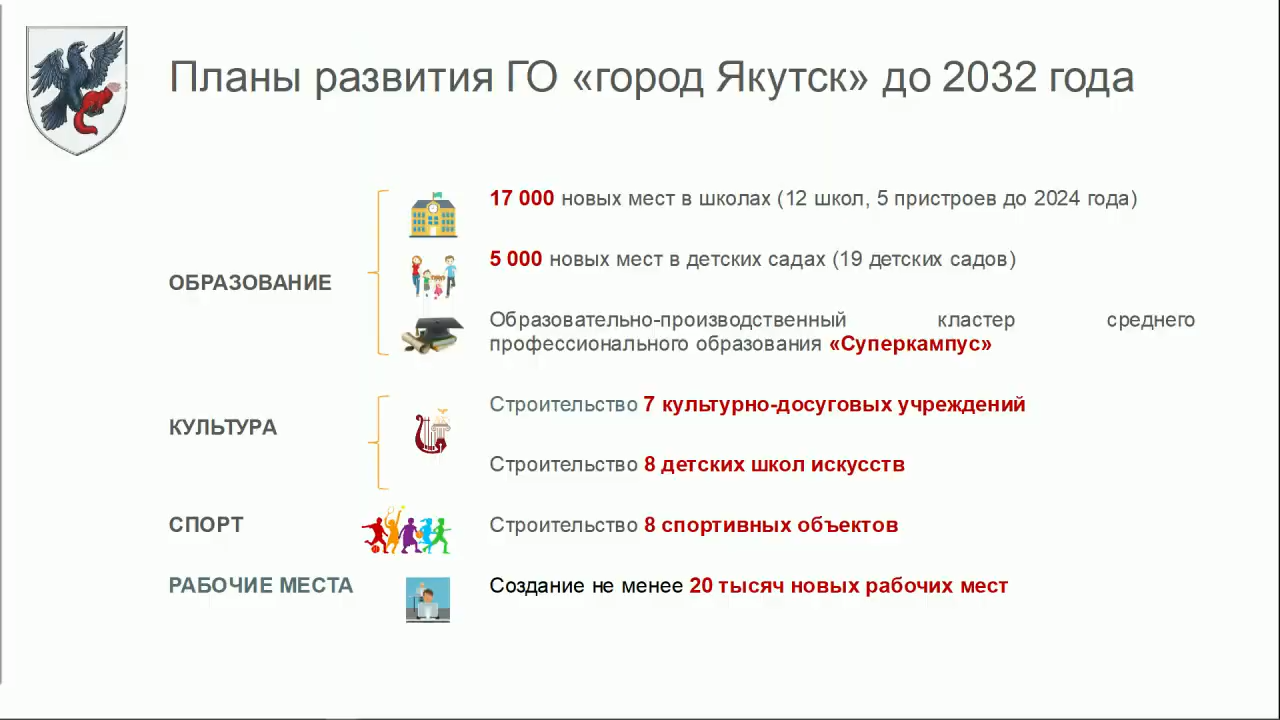 Планы развития ГО «город Якутск» до 2032 года
ОБРАЗОВАНИЕ
17 000 новых мест в школах (12 школ, 5 пристроев до 2024 года)
5 000 новых мест в детских садах (19 детских садов)
Образовательно-производственный кластер среднего
профессионального образования «Суперкампус»
КУЛЬТУРА
Строительство 7 культурно-досуговых учреждений
Строительство 8 детских школ искусств
СПОРТ
Строительство 8 спортивных объектов
РАБОЧИЕ МЕСТА
Создание не менее 20 тысяч новых рабочих мест